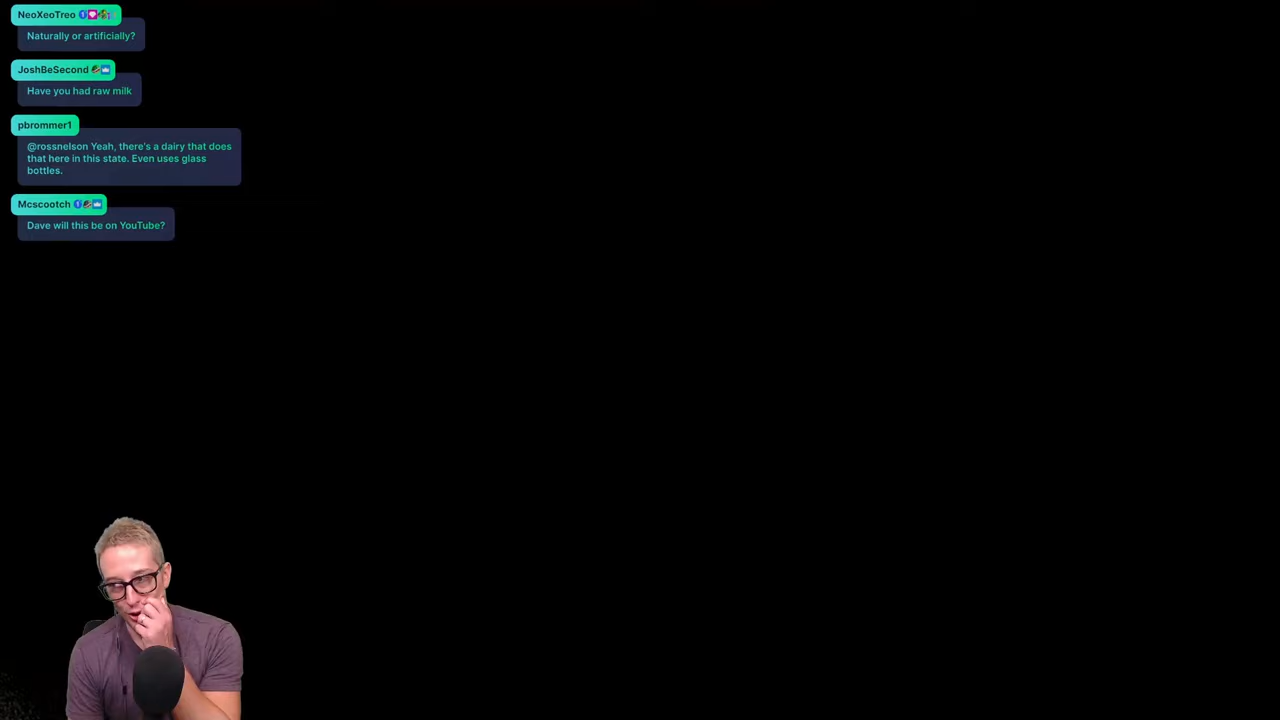 NeoXeoTreo
Naturally or artificially?
JoshBeSecond
Have you had raw milk
pbrommer1
@rossnelson Yeah, there's a dairy that does
that here in this state. Even uses glass
bottles.
Mcscootch
Dave will this be on YouTube?